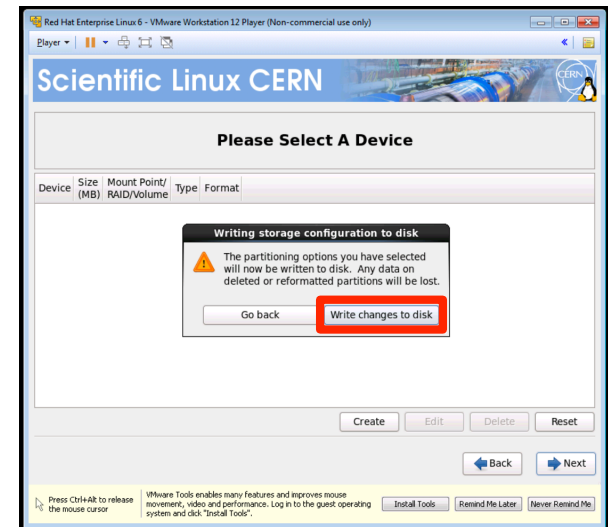 Red Hat Enterprise Linux 6 - VMware Workstation 12 Player (Non-commercial use only)
Player
Scientific Linux CERN
CERN
Please Select A Device
Device Size (MB) Mount Point/ RAID/Volume Type Format
Writing storage configuration to disk
The partitioning options you have selected
will now be written to disk. Any data on
deleted or reformatted partitions will be lost.
Go back Write changes to disk
Create Edit Delete Reset
Back Next
Press Ctrl+Alt to release
the mouse cursor
VMware Tools enables many features and improves mouse
movement, video and performance. Log in to the guest operating
system and click "Install Tools".
Install Tools Remind Me Later Never Remind Me